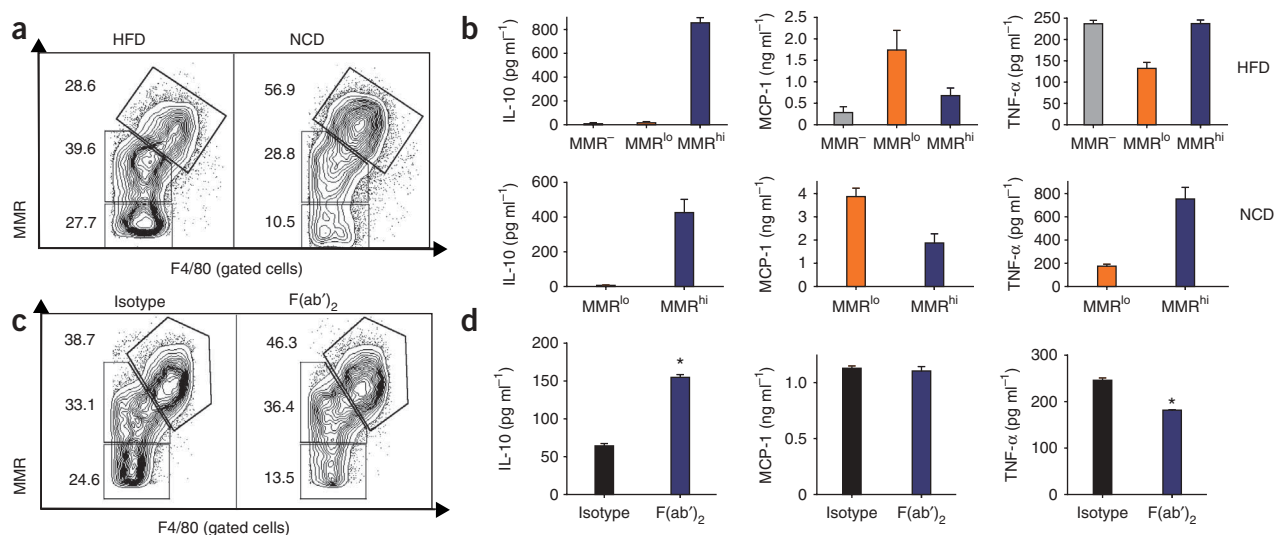 a
HFD
NCD
28.6
39.6
27.7
56.9
28.8
10.5
MMR
F4/80 (gated cells)
b
IL-10 (pg ml⁻¹)
800
600
400
200
0
MMR⁻ MMRˡᵒ MMRʰⁱ
MCP-1 (ng ml⁻¹)
2.5
2.0
1.5
1.0
0.5
0
MMR⁻ MMRˡᵒ MMRʰⁱ
TNF-α (pg ml⁻¹)
250
200
150
100
50
0
MMR⁻ MMRˡᵒ MMRʰⁱ
HFD
IL-10 (pg ml⁻¹)
600
400
200
0
MMRˡᵒ MMRʰⁱ
MCP-1 (ng ml⁻¹)
4
3
2
1
0
MMRˡᵒ MMRʰⁱ
TNF-α (pg ml⁻¹)
800
600
400
200
0
MMRˡᵒ MMRʰⁱ
NCD
c
Isotype
F(ab′)₂
38.7
33.1
24.6
46.3
36.4
13.5
MMR
F4/80 (gated cells)
d
IL-10 (pg ml⁻¹)
200
150
100
50
0
*
Isotype F(ab′)₂
MCP-1 (ng ml⁻¹)
1.0
0.5
0
Isotype F(ab′)₂
TNF-α (pg ml⁻¹)
300
200
100
0
*
Isotype F(ab′)₂